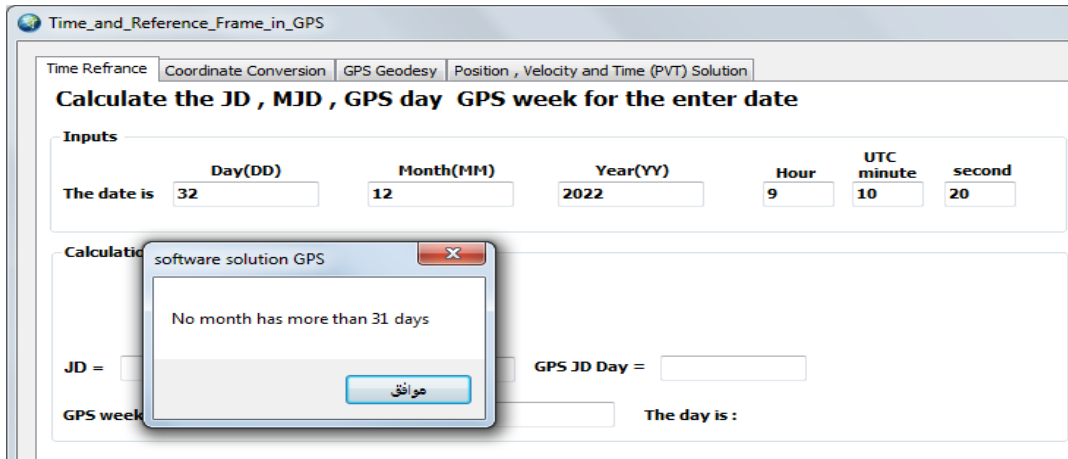 Time_and_Reference_Frame_in_GPS
Time Refrance Coordinate Conversion GPS Geodesy Position , Velocity and Time (PVT) Solution
Calculate the JD , MJD , GPS day GPS week for the enter date
Inputs
Day(DD) Month(MM) Year(YY) Hour UTC minute second
The date is 32 12 2022 9 10 20
software solution GPS
No month has more than 31 days
موافق
JD = GPS JD Day =
GPS week The day is :